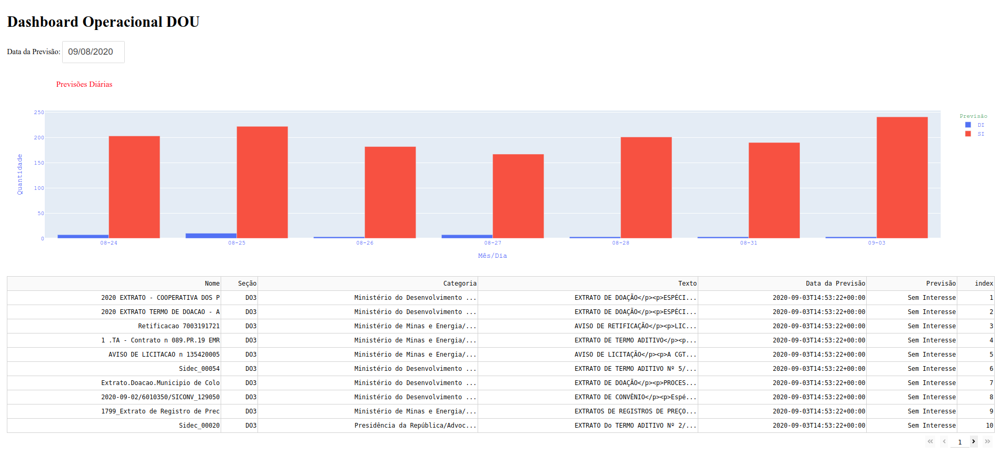 Dashboard Operacional DOU
Data da Previsão: 09/08/2020
Previsões Diárias
250
200
150
100
50
0
Quantidade
08-24 08-25 08-26 08-27 08-28 08-31 09-03
Mês/Dia
Previsão
DI
SI
Nome Seção Categoria Texto Data da Previsão Previsão index
2020 EXTRATO - COOPERATIVA DOS P DO3 Ministério do Desenvolvimento ... EXTRATO DE DOAÇÃO</p><p>ESPÉCI... 2020-09-03T14:53:22+00:00 Sem Interesse 1
2020 EXTRATO TERMO DE DOACAO - A DO3 Ministério do Desenvolvimento ... EXTRATO DE DOAÇÃO</p><p>ESPÉCI... 2020-09-03T14:53:22+00:00 Sem Interesse 2
Retificacao 7003191721 DO3 Ministério de Minas e Energia/... AVISO DE RETIFICAÇÃO</p><p>LIC... 2020-09-03T14:53:22+00:00 Sem Interesse 3
1 .TA - Contrato n 089.PR.19 EMR DO3 Ministério de Minas e Energia/... EXTRATO DE TERMO ADITIVO</p><p... 2020-09-03T14:53:22+00:00 Sem Interesse 4
AVISO DE LICITACAO n 135420005 DO3 Ministério de Minas e Energia/... AVISO DE LICITAÇÃO</p><p>A CGT... 2020-09-03T14:53:22+00:00 Sem Interesse 5
Sidec_00054 DO3 Ministério do Desenvolvimento ... EXTRATO DE TERMO ADITIVO Nº 5/... 2020-09-03T14:53:22+00:00 Sem Interesse 6
Extrato.Doacao.Municipio de Colo DO3 Ministério do Desenvolvimento ... EXTRATO DE DOAÇÃO</p><p>PROCES... 2020-09-03T14:53:22+00:00 Sem Interesse 7
2020-09-02/6010350/SICONV_129050 DO3 Ministério do Desenvolvimento ... EXTRATO DE CONVÊNIO</p><p>Espé... 2020-09-03T14:53:22+00:00 Sem Interesse 8
1799_Extrato de Registro de Prec DO3 Ministério de Minas e Energia/... EXTRATOS DE REGISTROS DE PREÇO... 2020-09-03T14:53:22+00:00 Sem Interesse 9
Sidec_00020 DO3 Presidência da República/Advoc... EXTRATO Do TERMO ADITIVO Nº 2/... 2020-09-03T14:53:22+00:00 Sem Interesse 10
1